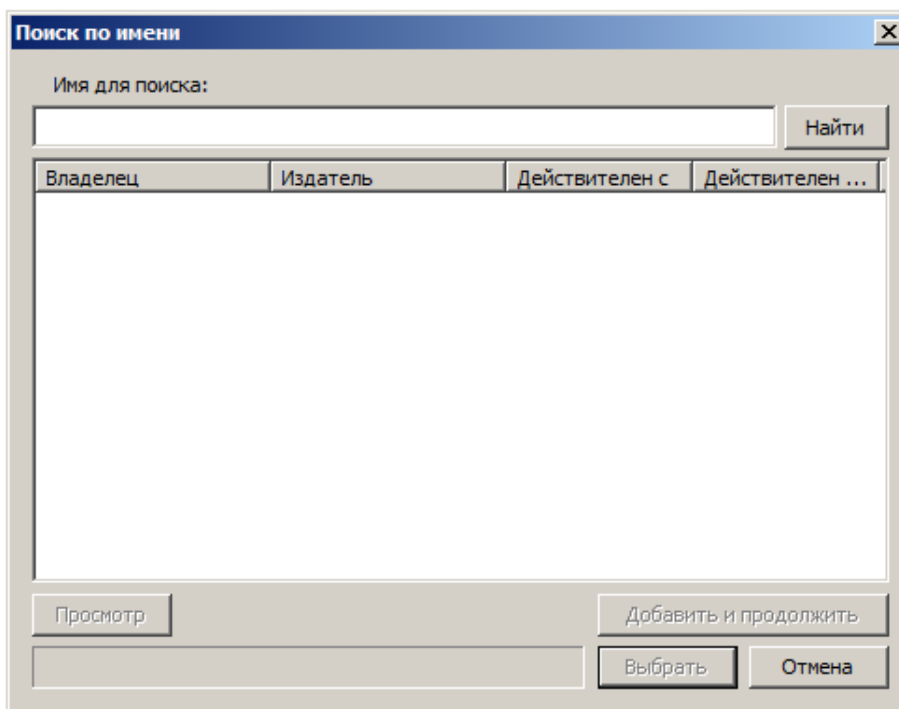 Поиск по имени
Имя для поиска:
Найти
Владелец Издатель Действителен с Действителен ...
Просмотр Добавить и продолжить
Выбрать Отмена